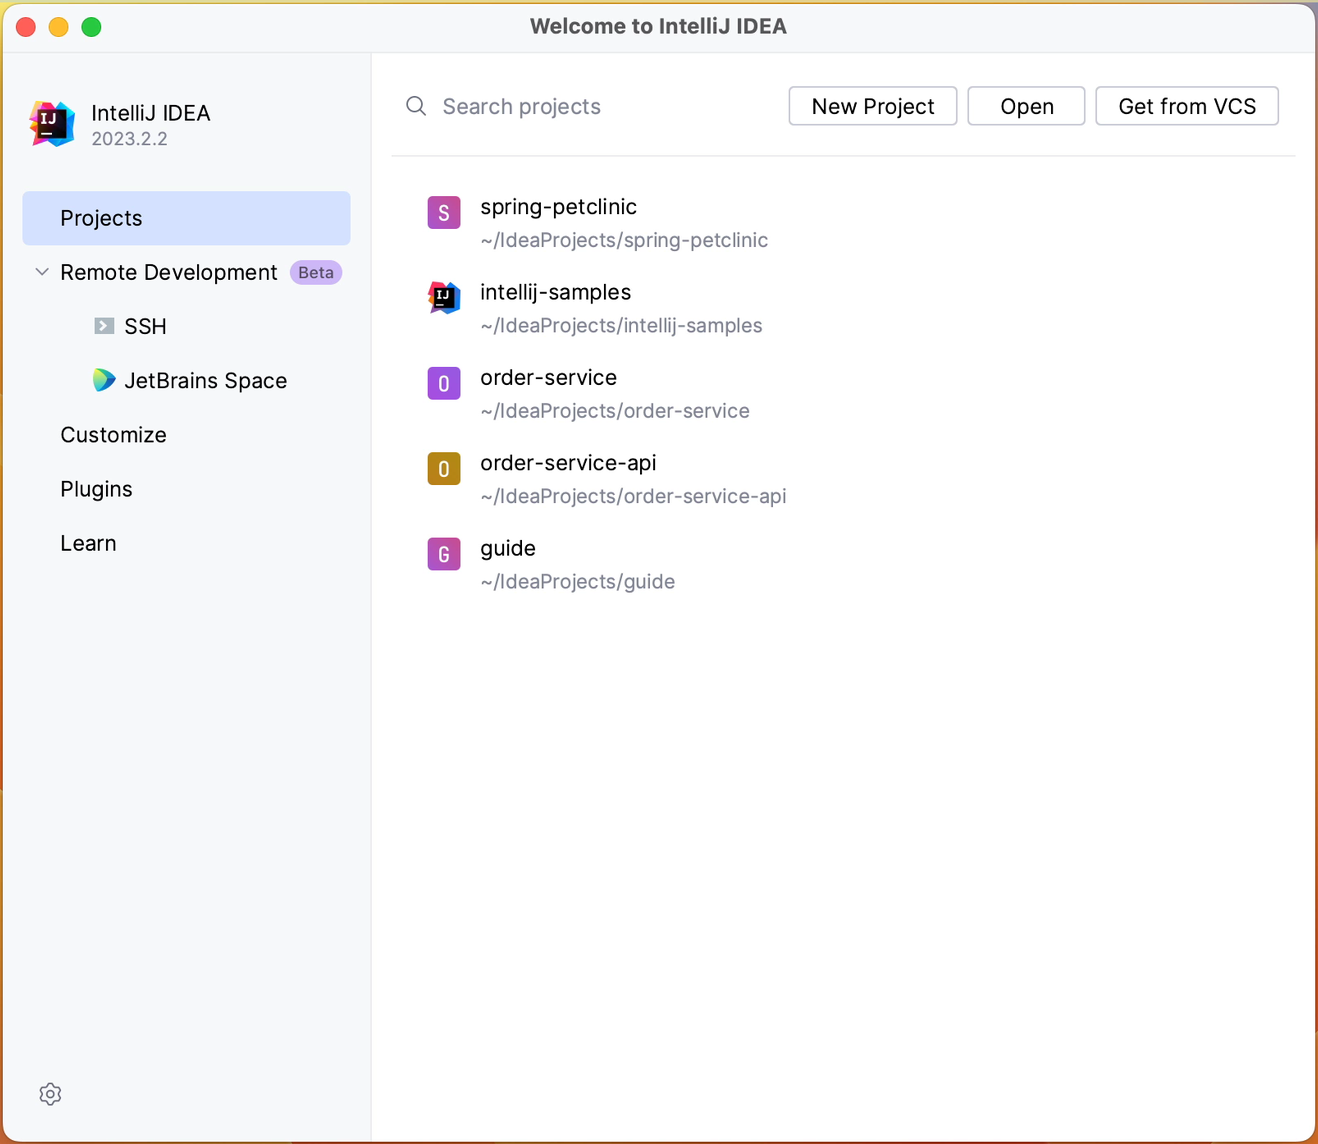 Welcome to IntelliJ IDEA
IJ
IntelliJ IDEA
2023.2.2
Projects
Remote Development Beta
SSH
JetBrains Space
Customize
Plugins
Learn
Search projects
New Project
Open
Get from VCS
S
spring-petclinic
~/IdeaProjects/spring-petclinic
IJ
intellij-samples
~/IdeaProjects/intellij-samples
O
order-service
~/IdeaProjects/order-service
O
order-service-api
~/IdeaProjects/order-service-api
G
guide
~/IdeaProjects/guide